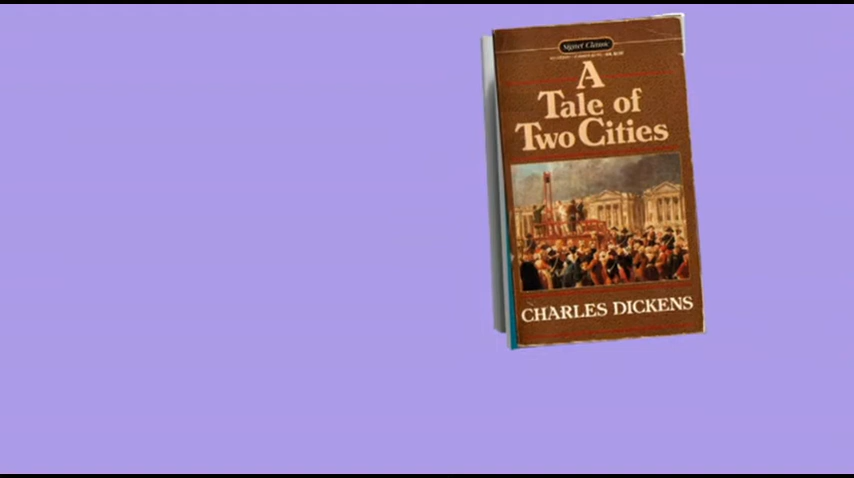 Signet Classic
A
Tale of
Two Cities
CHARLES DICKENS